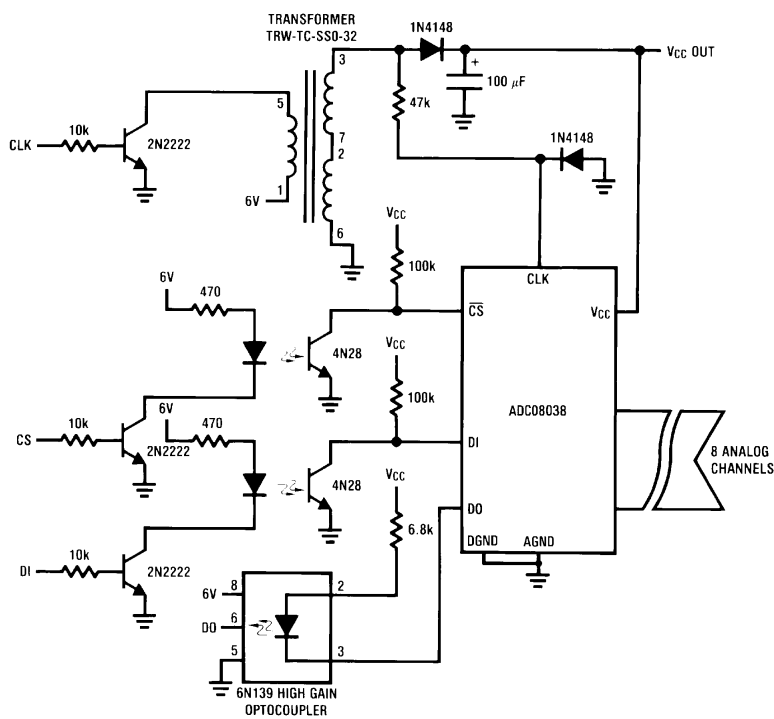 TRANSFORMER
TRW-TC-SSO-32
1N4148
VCC OUT
3
+
100 μF
5
47k
10k
CLK
2N2222
7
2
1N4148
1
6V
6
VCC
100k
CLK
6V
470
CS
VCC
4N28
VCC
ADC08038
10k
6V
470
100k
CS
2N2222
DI
8 ANALOG
CHANNELS
4N28
VCC
DO
6.8k
10k
DGND
AGND
DI
2N2222
6V
8
2
DO
6
5
3
6N139 HIGH GAIN
OPTOCOUPLER